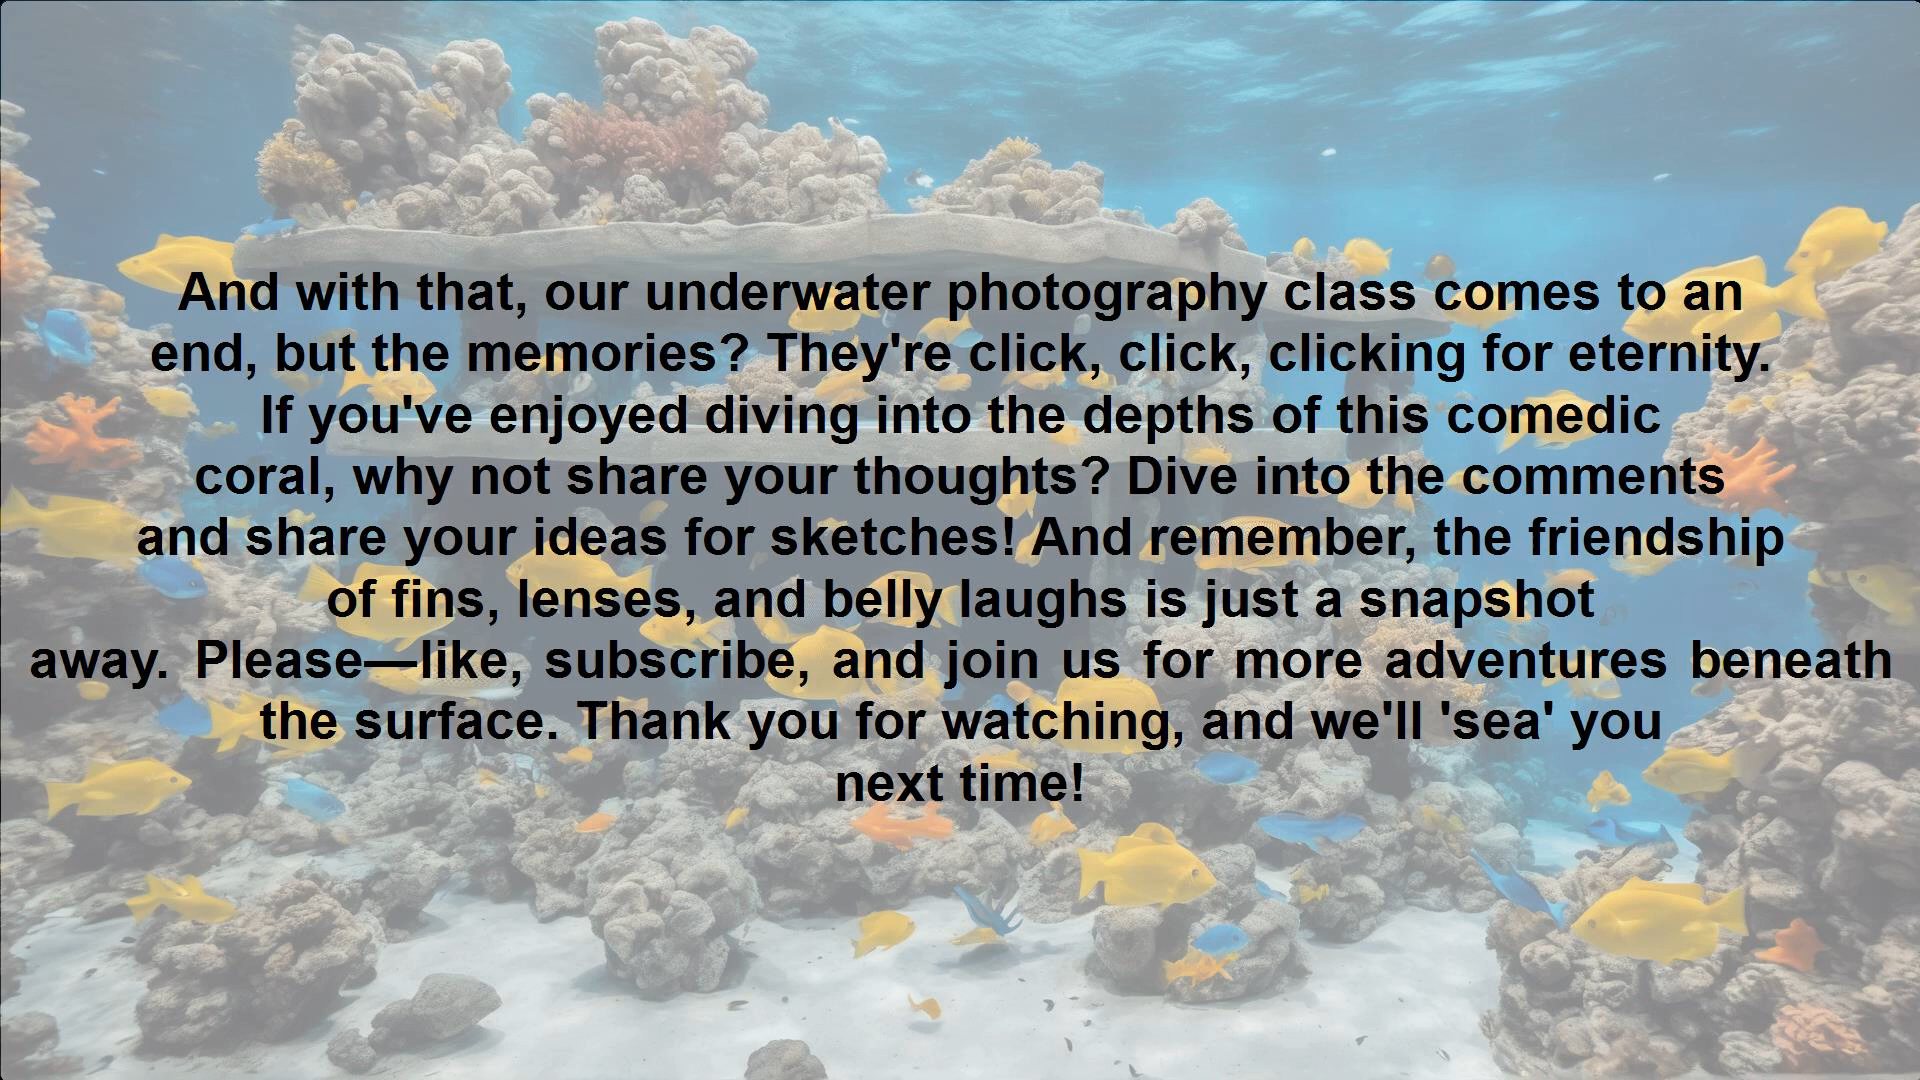 And with that, our underwater photography class comes to an
end, but the memories? They're click, click, clicking for eternity.
If you've enjoyed diving into the depths of this comedic
coral, why not share your thoughts? Dive into the comments
and share your ideas for sketches! And remember, the friendship
of fins, lenses, and belly laughs is just a snapshot
away. Please—like, subscribe, and join us for more adventures beneath
the surface. Thank you for watching, and we'll 'sea' you
next time!